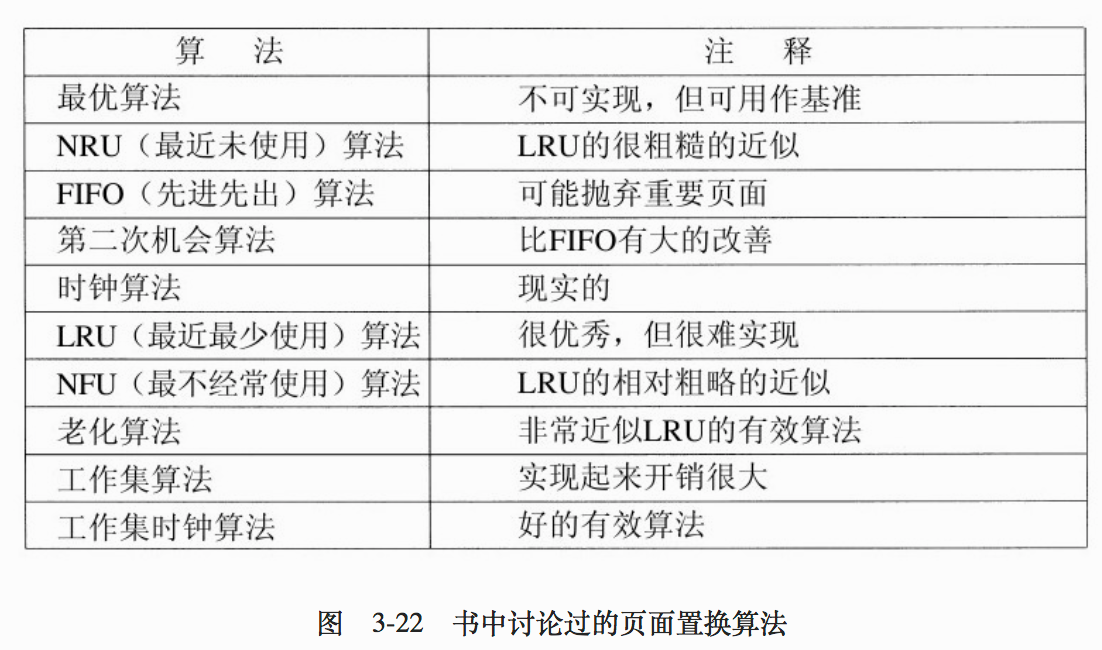 算 法 注 释
最优算法 不可实现，但可用作基准
NRU（最近未使用）算法 LRU的很粗糙的近似
FIFO（先进先出）算法 可能抛弃重要页面
第二次机会算法 比FIFO有大的改善
时钟算法 现实的
LRU（最近最少使用）算法 很优秀，但很难实现
NFU（最不经常使用）算法 LRU的相对粗略的近似
老化算法 非常近似LRU的有效算法
工作集算法 实现起来开销很大
工作集时钟算法 好的有效算法
图 3-22 书中讨论过的页面置换算法